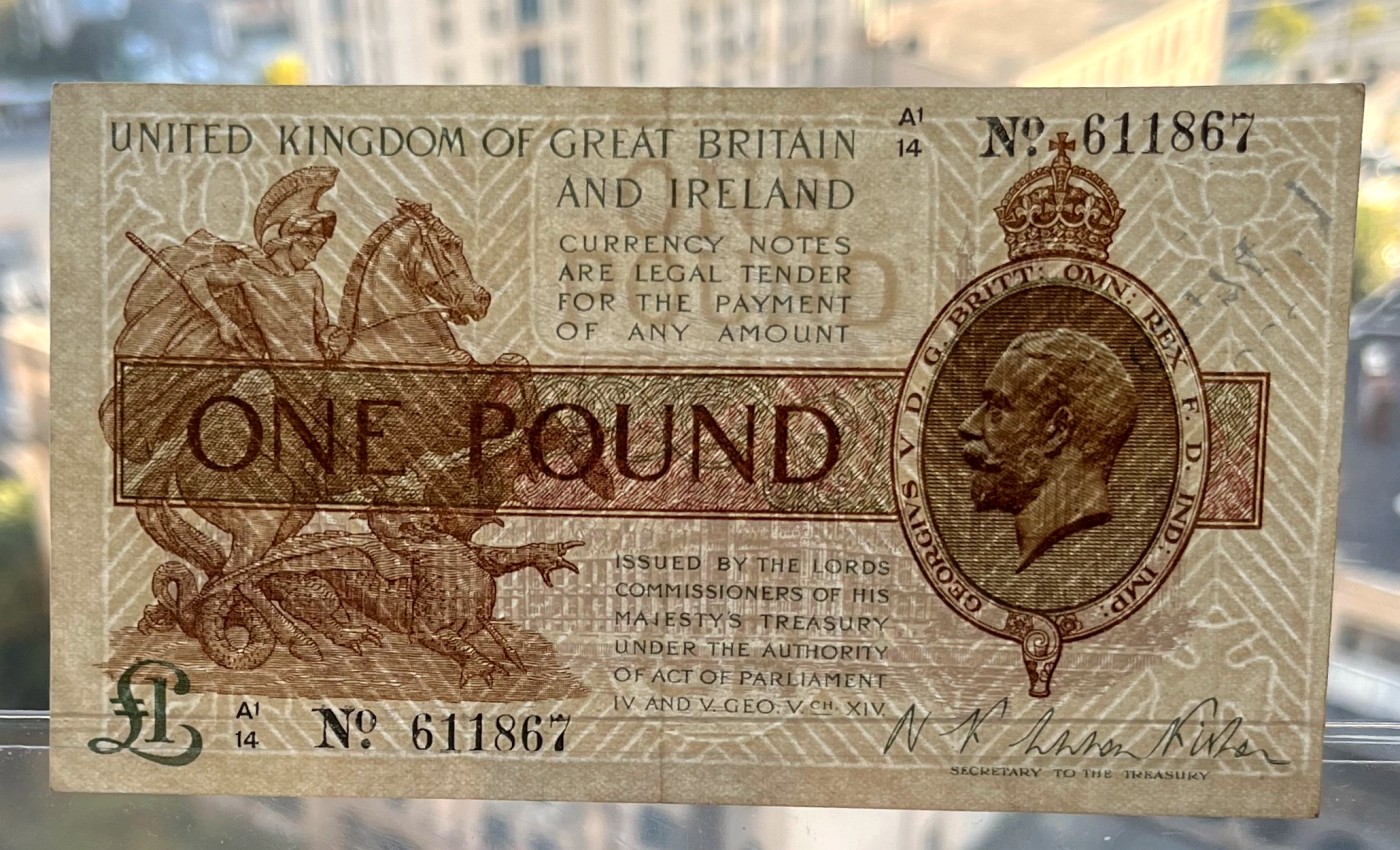 UNITED KINGDOM OF GREAT BRITAIN
AND IRELAND
A1
14
Nº 611867
CURRENCY NOTES
ARE LEGAL TENDER
FOR THE PAYMENT
OF ANY AMOUNT
ONE POUND
GEORGIVS V D. G. BRITT: OMN: REX F. D. IND: IMP:
ISSUED BY THE LORDS
COMMISSIONERS OF HIS
MAJESTY'S TREASURY
UNDER THE AUTHORITY
OF ACT OF PARLIAMENT
IV AND V. GEO. V. CH. XIV.
£1
A1
14
Nº 611867
N F Warren Fisher
SECRETARY TO THE TREASURY